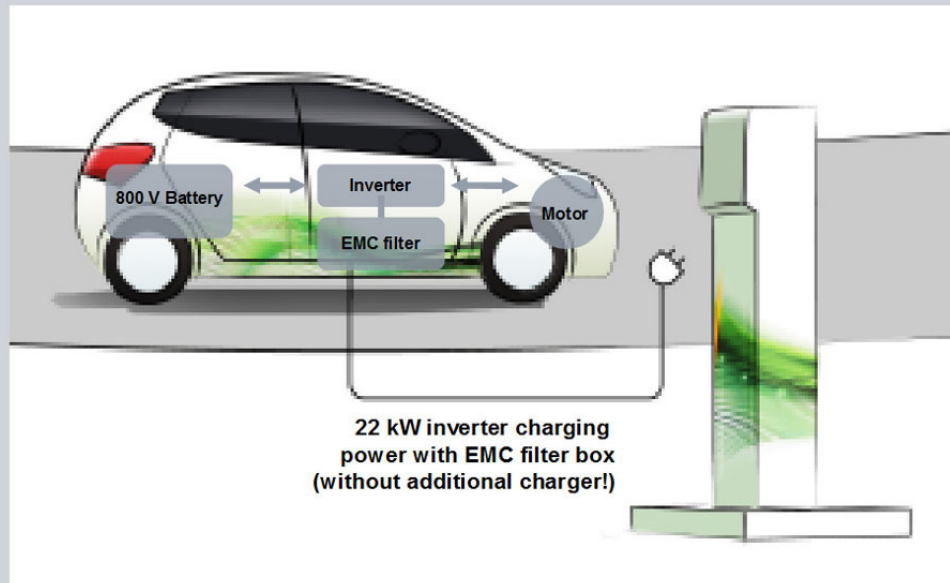 800 V Battery
Inverter
EMC filter
Motor
22 kW inverter charging
power with EMC filter box
(without additional charger!)